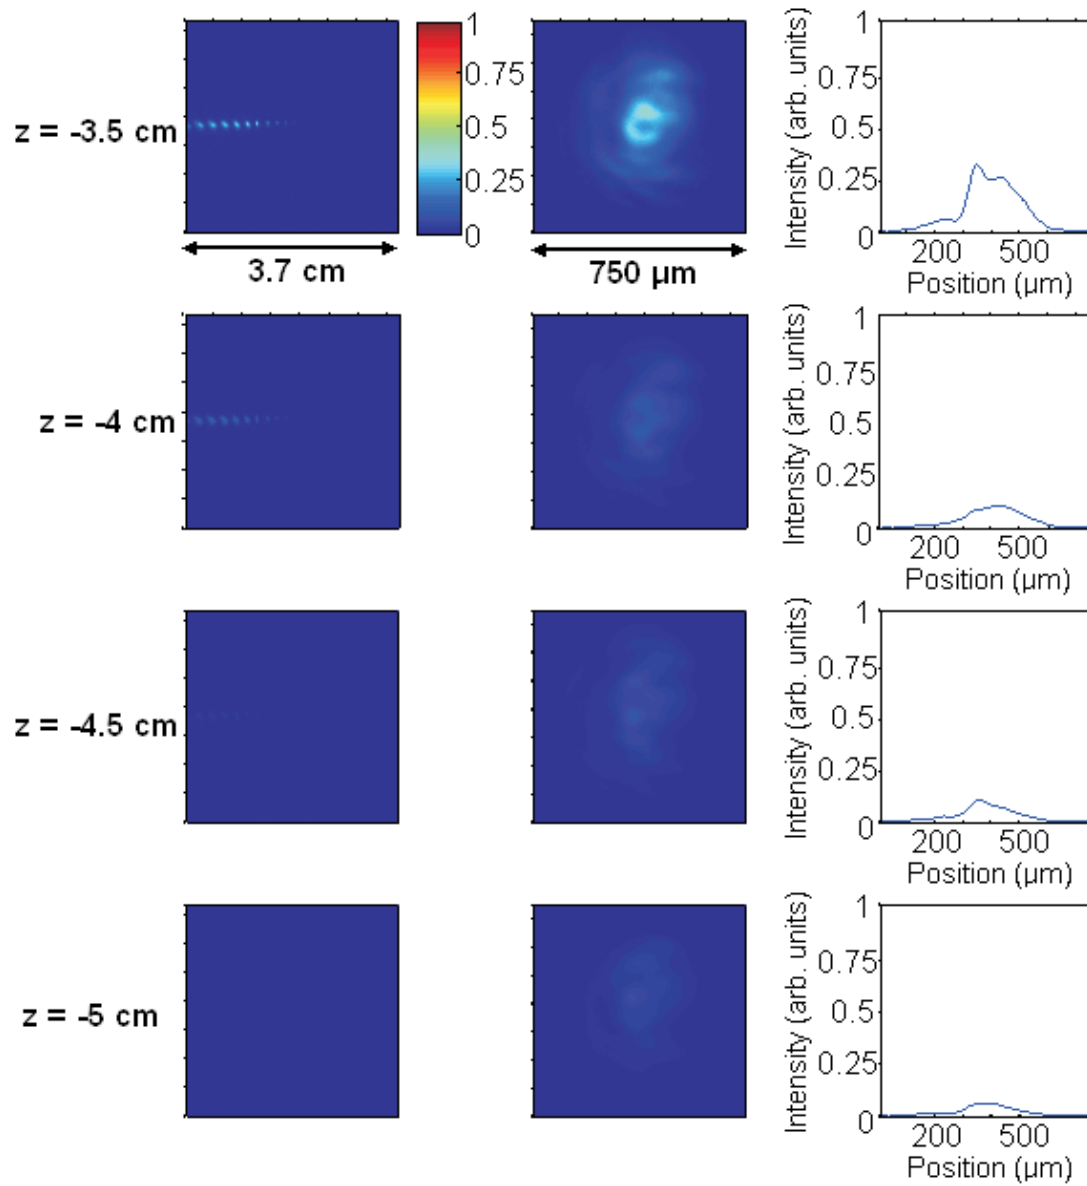 z = -3.5 cm
1
0.75
0.5
0.25
0
3.7 cm
750 µm
Intensity (arb. units)
1
0.75
0.5
0.25
0
200 500
Position (µm)
z = -4 cm
Intensity (arb. units)
1
0.75
0.5
0.25
0
200 500
Position (µm)
z = -4.5 cm
Intensity (arb. units)
1
0.75
0.5
0.25
0
200 500
Position (µm)
z = -5 cm
Intensity (arb. units)
1
0.75
0.5
0.25
0
200 500
Position (µm)